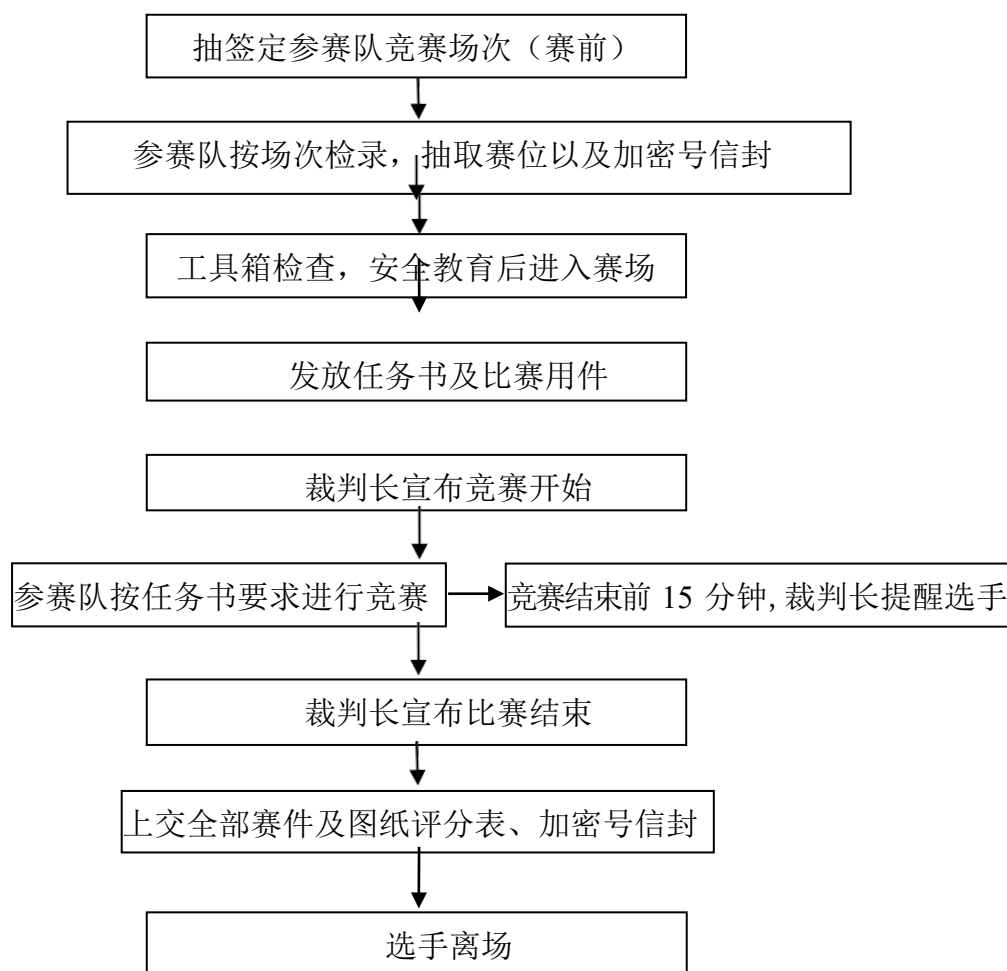 抽签定参赛队竞赛场次（赛前）
参赛队按场次检录，抽取赛位以及加密号信封
工具箱检查，安全教育后进入赛场
发放任务书及比赛用件
裁判长宣布竞赛开始
参赛队按任务书要求进行竞赛
竞赛结束前 15 分钟,裁判长提醒选手
裁判长宣布比赛结束
上交全部赛件及图纸评分表、加密号信封
选手离场